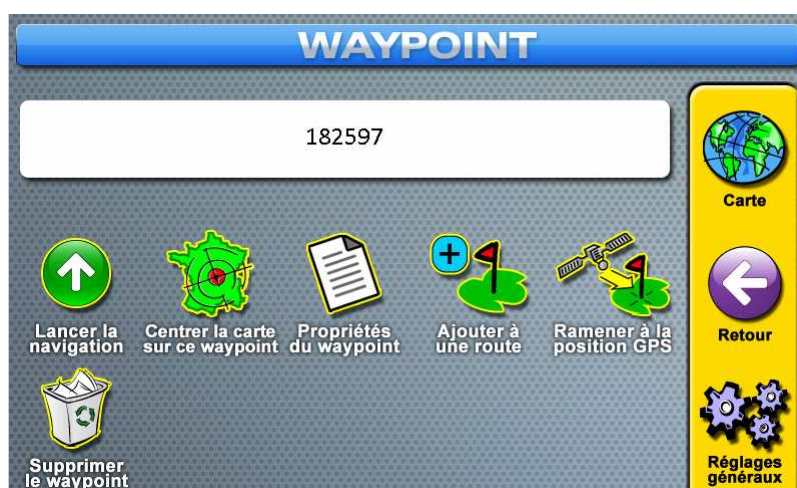 WAYPOINT
182597
Carte
Lancer la
navigation
Centrer la carte
sur ce waypoint
Propriétés
du waypoint
Ajouter à
une route
Ramener à la
position GPS
Retour
Supprimer
le waypoint
Réglages
généraux